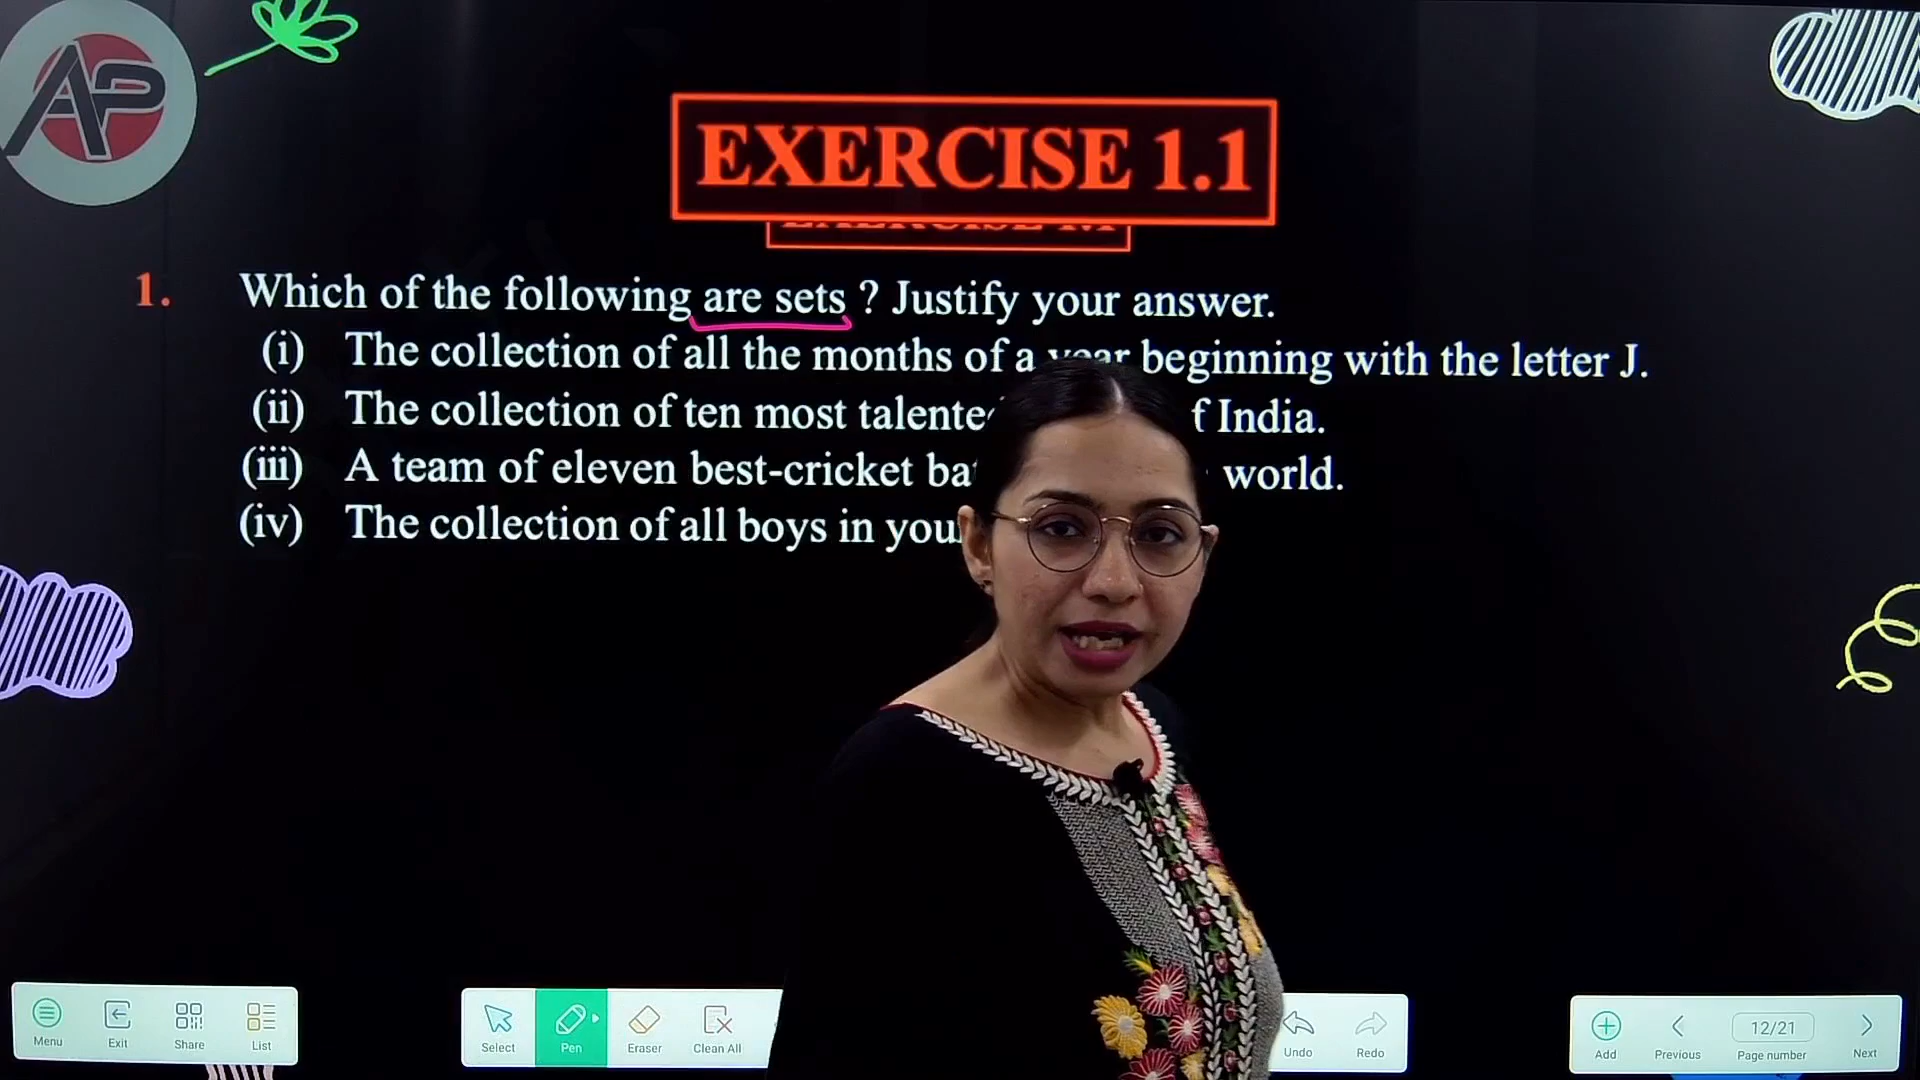 AP
EXERCISE 1.1
1. Which of the following are sets ? Justify your answer.
(i) The collection of all the months of a year beginning with the letter J.
(ii) The collection of ten most f India.
(iii) A team of eleven best-cricket world.
(iv) The collection of all boys in
Menu Exit Share List Select Pen Eraser Clean All Undo Redo Add Previous 12/21 Page number Next